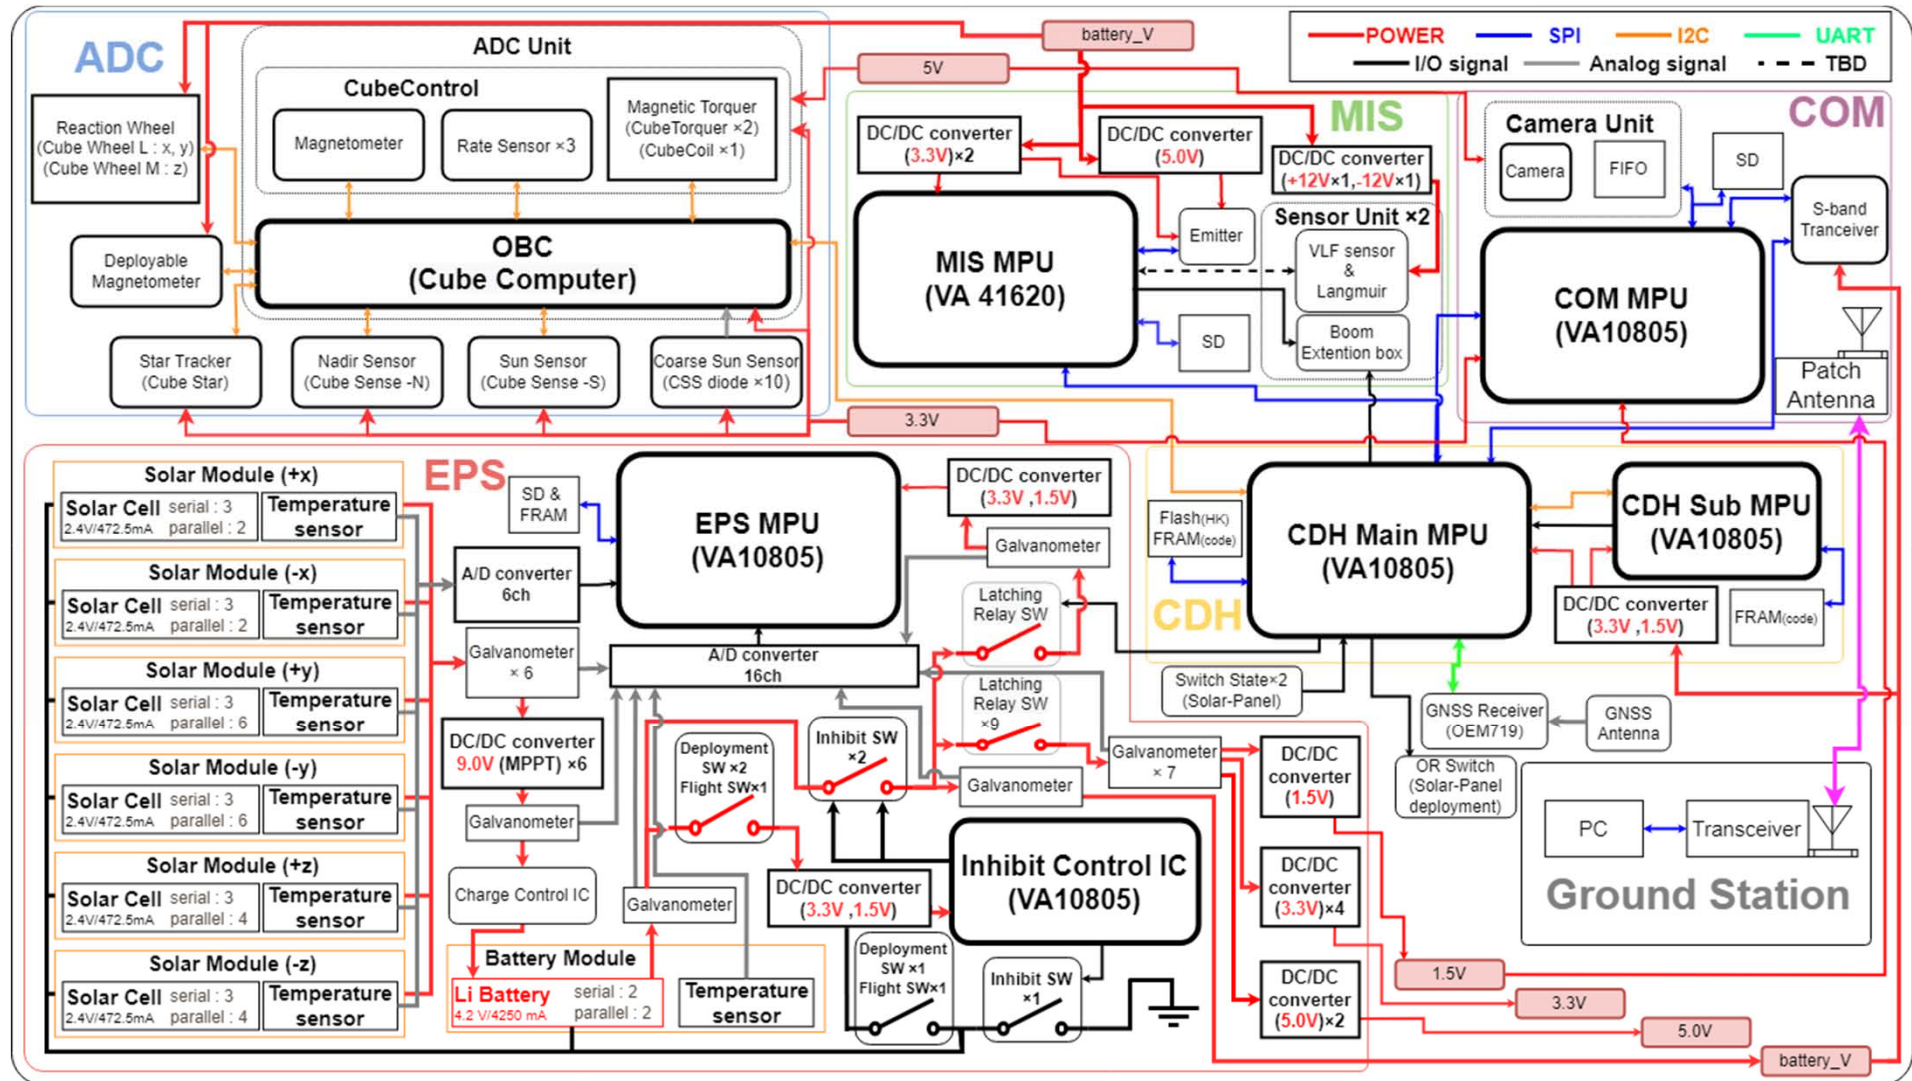 battery_V
5V
POWER
SPI
I2C
UART
I/O signal
Analog signal
TBD
ADC
ADC Unit
CubeControl
Magnetometer
Rate Sensor ×3
Magnetic Torquer
(CubeTorquer ×2)
(CubeCoil ×1)
Reaction Wheel
(Cube Wheel L : x, y)
(Cube Wheel M : z)
Deployable
Magnetometer
OBC
(Cube Computer)
Star Tracker
(Cube Star)
Nadir Sensor
(Cube Sense -N)
Sun Sensor
(Cube Sense -S)
Coarse Sun Sensor
(CSS diode ×10)
MIS
DC/DC converter
(3.3V)×2
DC/DC converter
(5.0V)
DC/DC converter
(+12V×1,-12V×1)
MIS MPU
(VA 41620)
Emitter
SD
Sensor Unit ×2
VLF sensor
&
Langmuir
Boom
Extention box
COM
Camera Unit
Camera
FIFO
SD
S-band
Tranceiver
COM MPU
(VA10805)
Patch
Antenna
3.3V
EPS
Solar Module (+x)
Solar Cell serial : 3
2.4V/472.5mA parallel : 2
Temperature
sensor
Solar Module (-x)
Solar Cell serial : 3
2.4V/472.5mA parallel : 2
Temperature
sensor
Solar Module (+y)
Solar Cell serial : 3
2.4V/472.5mA parallel : 6
Temperature
sensor
Solar Module (-y)
Solar Cell serial : 3
2.4V/472.5mA parallel : 6
Temperature
sensor
Solar Module (+z)
Solar Cell serial : 3
2.4V/472.5mA parallel : 4
Temperature
sensor
Solar Module (-z)
Solar Cell serial : 3
2.4V/472.5mA parallel : 4
Temperature
sensor
SD &
FRAM
A/D converter
6ch
Galvanometer
× 6
DC/DC converter
9.0V (MPPT) ×6
Galvanometer
Charge Control IC
Battery Module
Li Battery serial : 2
4.2 V/4250 mA parallel : 2
Temperature
sensor
EPS MPU
(VA10805)
A/D converter
16ch
DC/DC converter
(3.3V ,1.5V)
Galvanometer
Latching
Relay SW
Latching
Relay SW
×9
Deployment
SW ×2
Flight SW×1
Inhibit SW
×2
Galvanometer
Galvanometer
× 7
Galvanometer
DC/DC converter
(3.3V ,1.5V)
Inhibit Control IC
(VA10805)
Deployment
SW ×1
Flight SW×1
Inhibit SW
×1
DC/DC
converter
(1.5V)
DC/DC
converter
(3.3V)×4
DC/DC
converter
(5.0V)×2
CDH
Flash(HK)
FRAM(code)
CDH Main MPU
(VA10805)
CDH Sub MPU
(VA10805)
DC/DC converter
(3.3V ,1.5V)
FRAM(code)
Switch State×2
(Solar-Panel)
GNSS Receiver
(OEM719)
GNSS
Antenna
OR Switch
(Solar-Panel
deployment)
PC
Transceiver
Ground Station
1.5V
3.3V
5.0V
battery_V